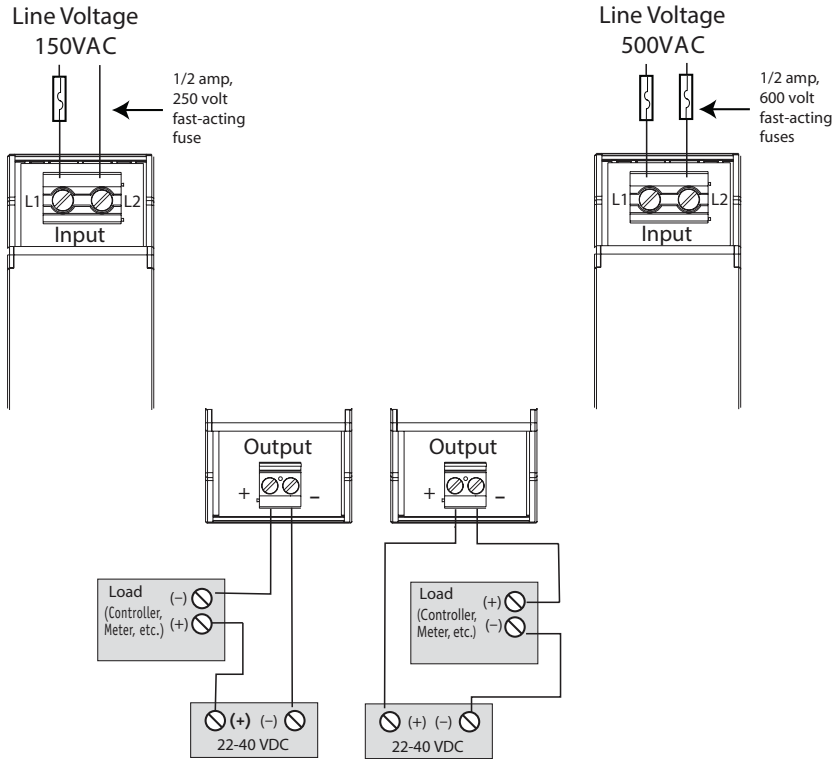 Line Voltage
150VAC
1/2 amp,
250 volt
fast-acting
fuse
L1
L2
Input
Line Voltage
500VAC
1/2 amp,
600 volt
fast-acting
fuses
L1
L2
Input
Output
+ –
Load
(Controller,
Meter, etc.)
(–)
(+)
(+) (–)
22-40 VDC
Output
+ –
Load
(Controller,
Meter, etc.)
(+)
(–)
(+) (–)
22-40 VDC